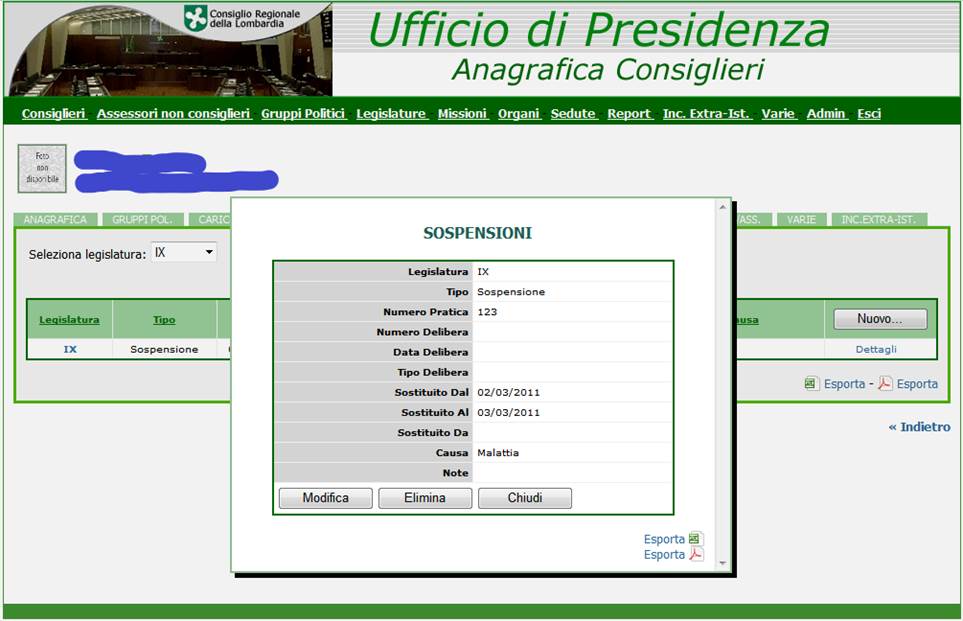 Consiglio Regionale
della Lombardia
Ufficio di Presidenza
Anagrafica Consiglieri
Consiglieri Assessori non consiglieri Gruppi Politici Legislature Missioni Organi Sedute Report Inc. Extra-Ist. Varie Admin Esci
Foto
non
disponibile
ANAGRAFICA GRUPPI POL. CARIC ASS. VARIE INC.EXTRA-IST.
Seleziona legislatura: IX
Legislatura Tipo ausa Nuovo...
IX Sospensione Dettagli
Esporta - Esporta
« Indietro
SOSPENSIONI
Legislatura IX
Tipo Sospensione
Numero Pratica 123
Numero Delibera
Data Delibera
Tipo Delibera
Sostituito Dal 02/03/2011
Sostituito Al 03/03/2011
Sostituito Da
Causa Malattia
Note
Modifica Elimina Chiudi
Esporta
Esporta